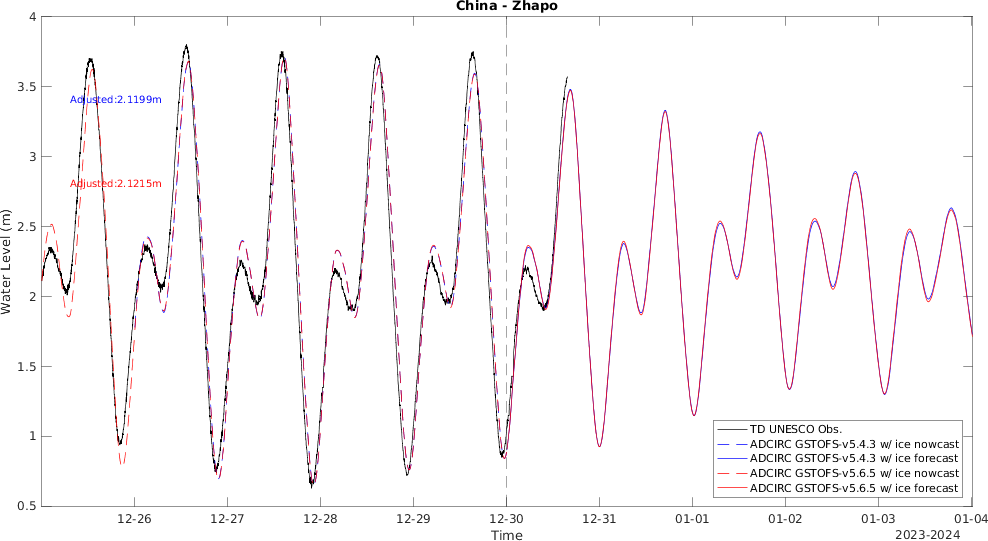 China - Zhapo
4
3.5
3
2.5
2
1.5
1
0.5
Water Level (m)
Adjusted:2.1199m
Adjusted:2.1215m
TD UNESCO Obs.
ADCIRC GSTOFS-v5.4.3 w/ ice nowcast
ADCIRC GSTOFS-v5.4.3 w/ ice forecast
ADCIRC GSTOFS-v5.6.5 w/ ice nowcast
ADCIRC GSTOFS-v5.6.5 w/ ice forecast
12-26 12-27 12-28 12-29 12-30 12-31 01-01 01-02 01-03 01-04
Time
2023-2024